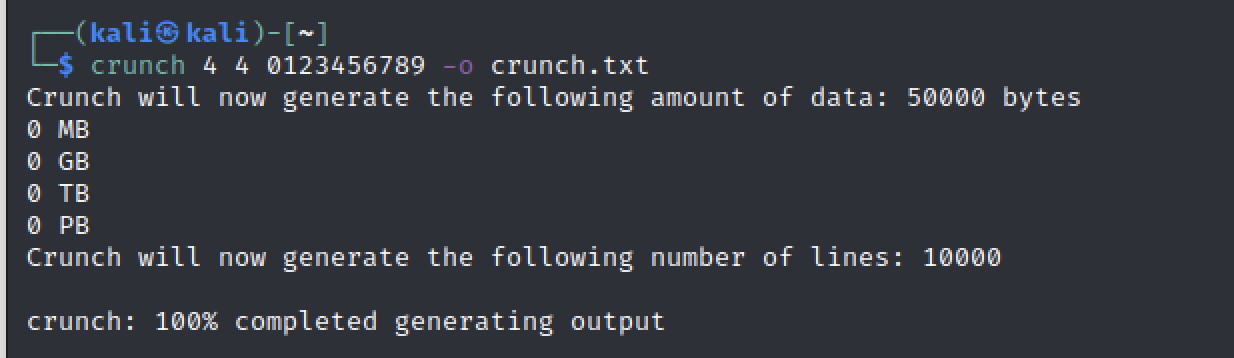 ┌──(kali㉿kali)-[~]
└─$ crunch 4 4 0123456789 -o crunch.txt
Crunch will now generate the following amount of data: 50000 bytes
0 MB
0 GB
0 TB
0 PB
Crunch will now generate the following number of lines: 10000

crunch: 100% completed generating output